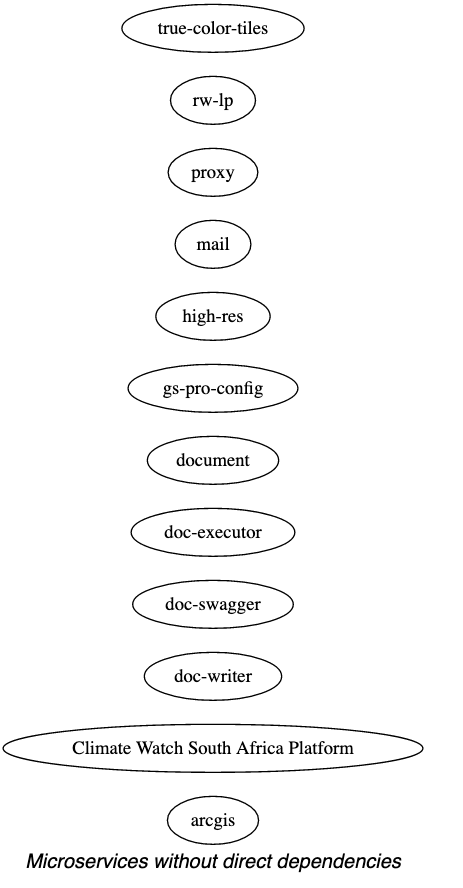 true-color-tiles
rw-lp
proxy
mail
high-res
gs-pro-config
document
doc-executor
doc-swagger
doc-writer
Climate Watch South Africa Platform
arcgis
Microservices without direct dependencies